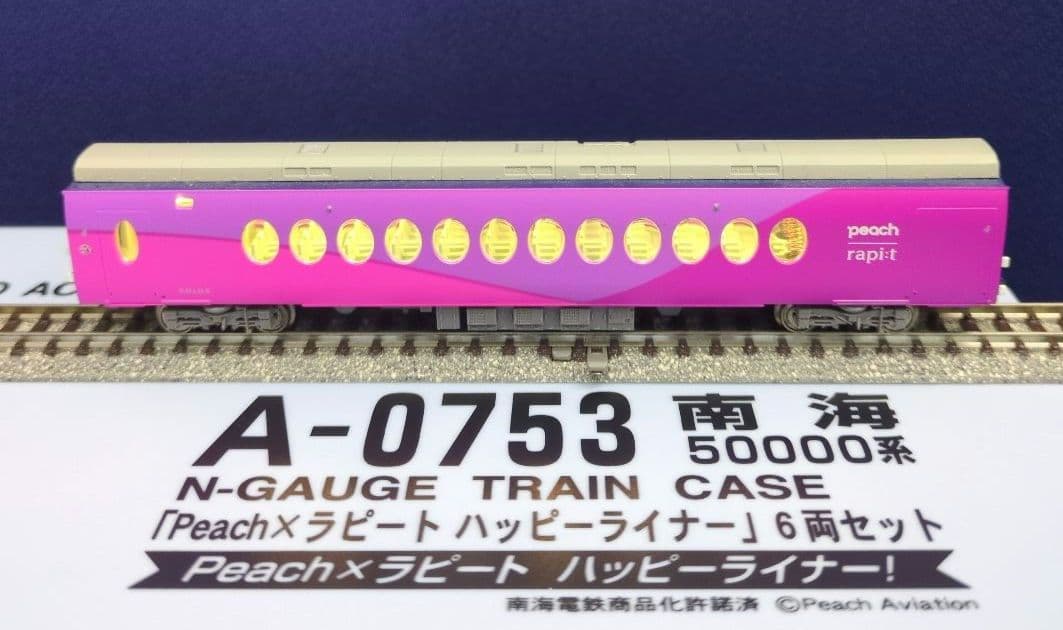 peach
rapi:t
O AC
A-0753 南海
50000系
N-GAUGE TRAIN CASE
「Peach×ラピート ハッピーライナー」6両セット
Peach×ラピート ハッピーライナー!
南海電鉄商品化許諾済 ©Peach Aviation